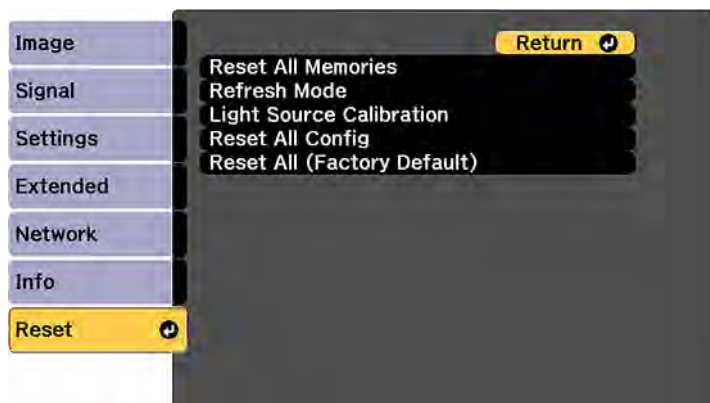 Image
Signal
Settings
Extended
Network
Info
Reset
Return
Reset All Memories
Refresh Mode
Light Source Calibration
Reset All Config
Reset All (Factory Default)